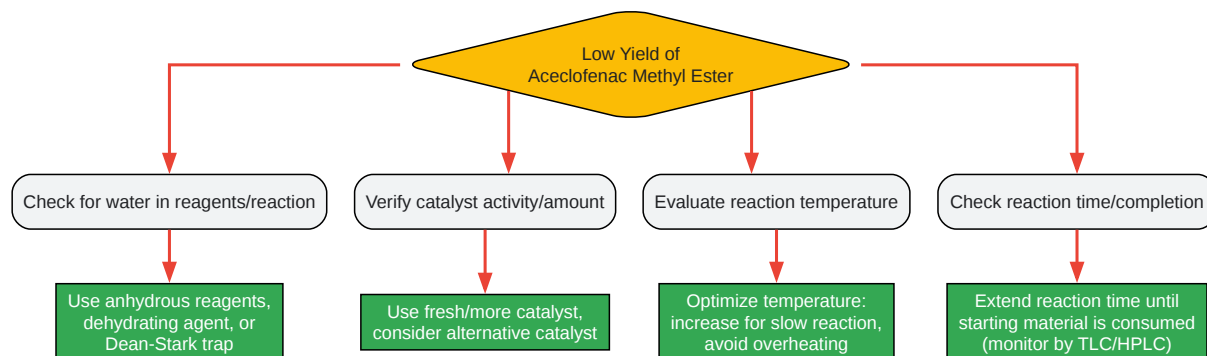 Low Yield of
Aceclofenac Methyl Ester
Check for water in reagents/reaction
Verify catalyst activity/amount
Evaluate reaction temperature
Check reaction time/completion
Use anhydrous reagents,
dehydrating agent, or
Dean-Stark trap
Use fresh/more catalyst,
consider alternative catalyst
Optimize temperature:
increase for slow reaction,
avoid overheating
Extend reaction time until
starting material is consumed
(monitor by TLC/HPLC)